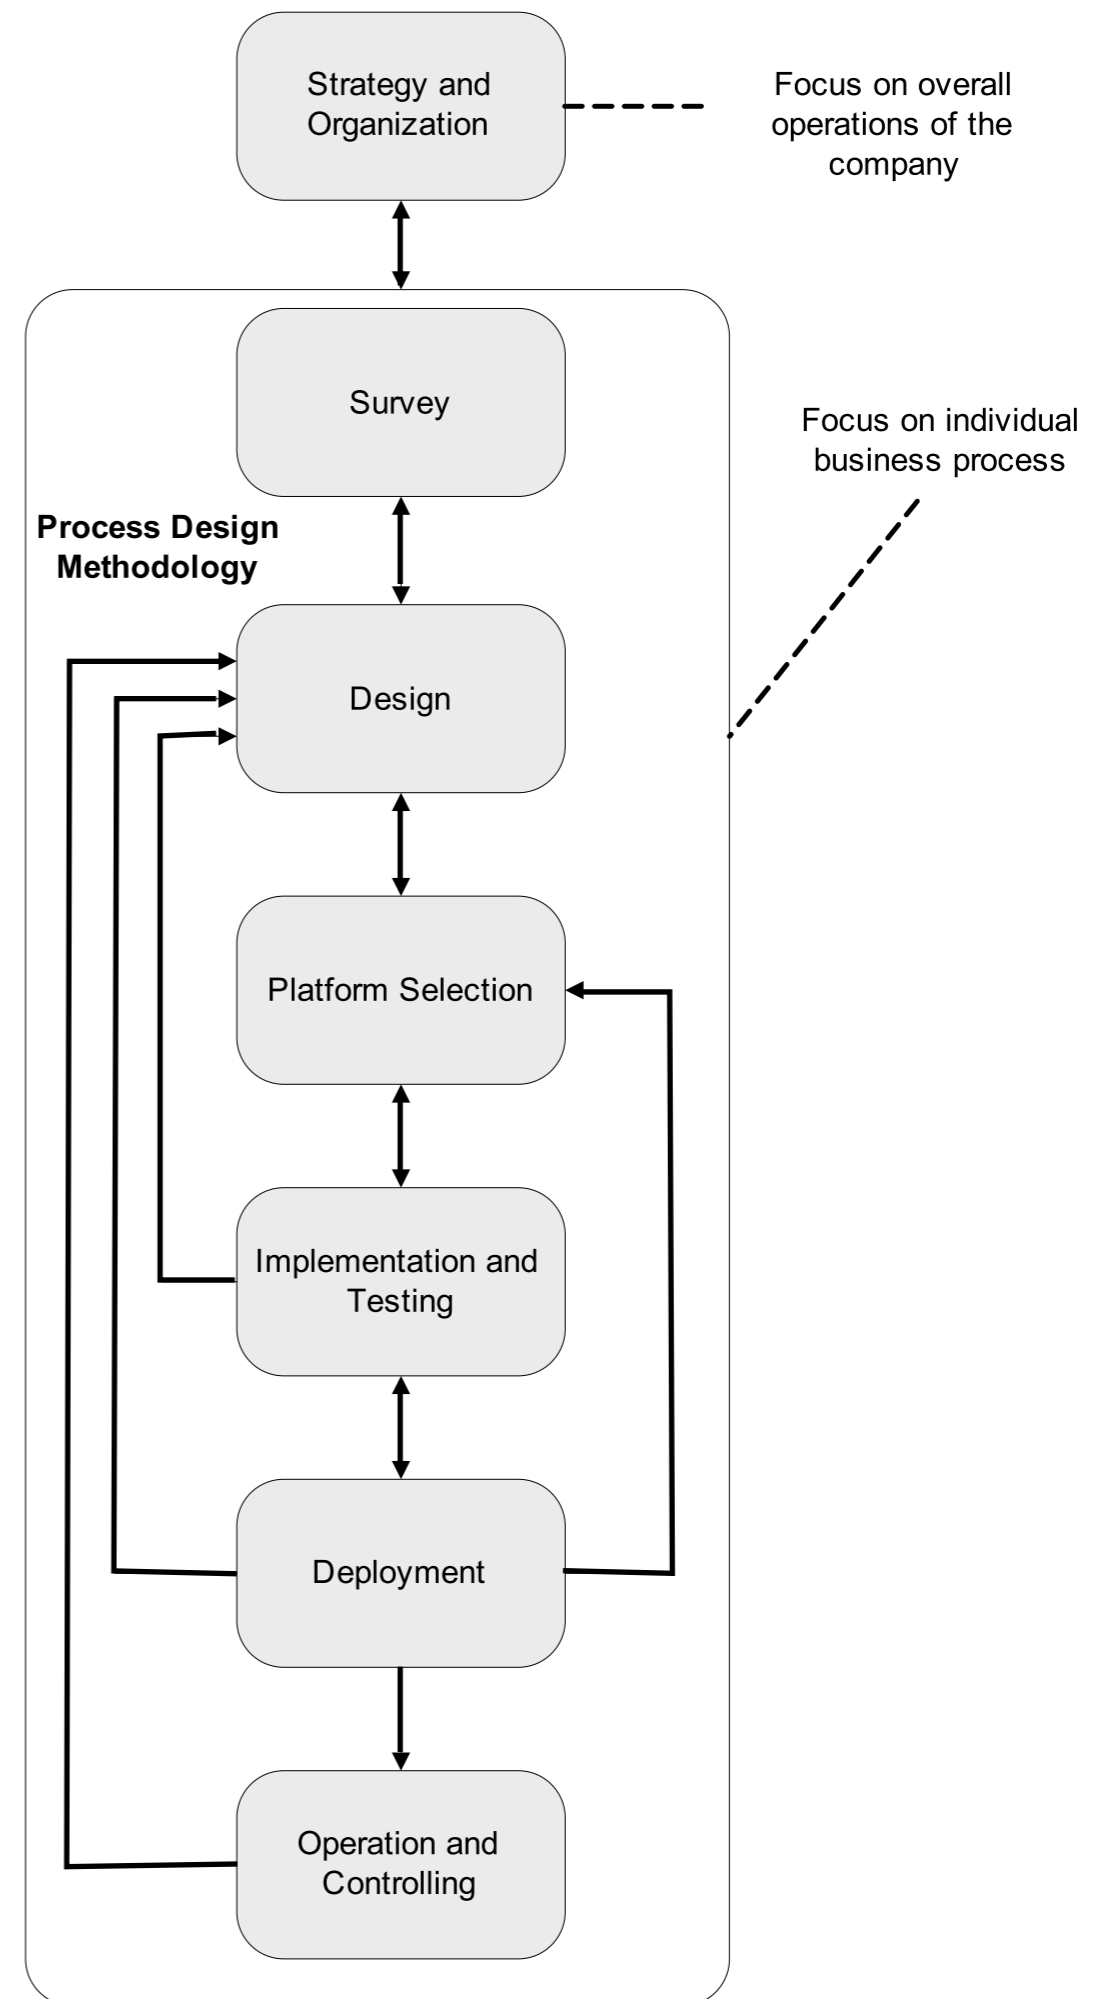 Strategy and
Organization
Focus on overall
operations of the
company
Survey
Focus on individual
business process
Process Design
Methodology
Design
Platform Selection
Implementation and
Testing
Deployment
Operation and
Controlling